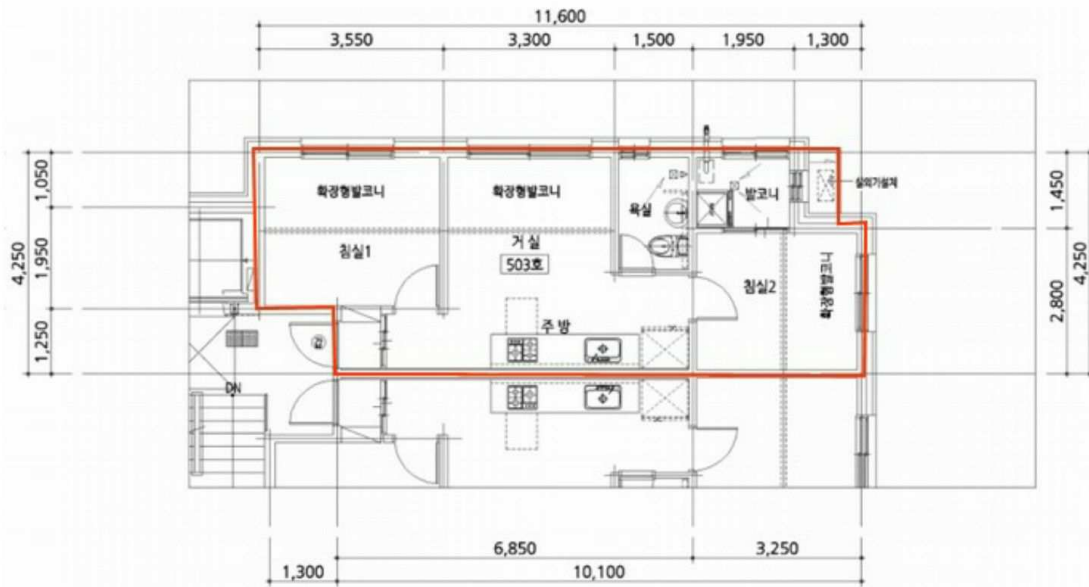 11,600
3,550 3,300 1,500 1,950 1,300
1,050
1,950
1,250
4,250
1,450
2,800
4,250
확장형발코니
확장형발코니
욕실
발코니
실외기설치
침실1
거 실
503호
침실2
확장형발코니
주 방
DN
6,850 3,250
1,300 10,100